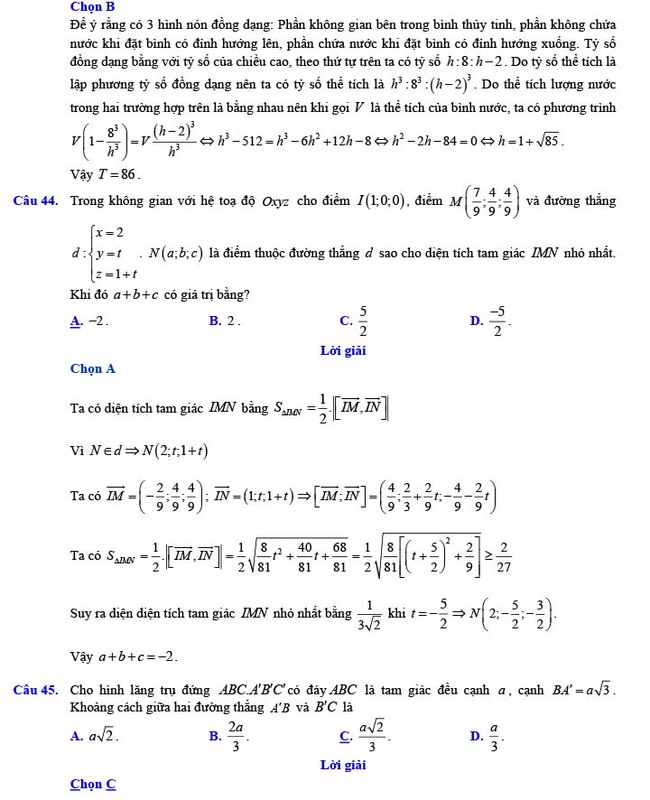 Chọn B
Để ý rằng có 3 hình nón đồng dạng: Phần không gian bên trong bình thủy tinh, phần không chứa
nước khi đặt bình có đỉnh hướng lên, phần chứa nước khi đặt bình có đỉnh hướng xuống. Tỷ số
đồng dạng bằng với tỷ số của chiều cao, theo thứ tự trên ta có tỷ số h:8:h−2. Do tỷ số thể tích là
lập phương tỷ số đồng dạng nên ta có tỷ số thể tích là h³:8³:(h−2)³. Do thể tích lượng nước
trong hai trường hợp trên là bằng nhau nên khi gọi V là thể tích của bình nước, ta có phương trình
V(1−8³/h³)=V(h−2)³/h³⇔h³−512=h³−6h²+12h−8⇔h²−2h−84=0⇔h=1+√85.
Vậy T=86.
Câu 44. Trong không gian với hệ toạ độ Oxyz cho điểm I(1;0;0), điểm M(7/9;4/9;4/9) và đường thẳng
d:{x=2
y=t
z=1+t
. N(a;b;c) là điểm thuộc đường thẳng d sao cho diện tích tam giác IMN nhỏ nhất.
Khi đó a+b+c có giá trị bằng?
A. −2. B. 2. C. 5/2 D. −5/2.
Lời giải
Chọn A
Ta có diện tích tam giác IMN bằng S_ΔIMN=1/2.|[IM→,IN→]|
Vì N∈d⇒N(2;t;1+t)
Ta có IM→=(−2/9;4/9;4/9); IN→=(1;t;1+t)⇒[IM→;IN→]=(4/9;2/3+2/9t;−4/9−2/9t)
Ta có S_ΔIMN=1/2.|[IM→,IN→]|=1/2√(8/81t²+40/81t+68/81)=1/2√(8/81[(t+5/2)²+2/9])≥2/27
Suy ra diện diện tích tam giác IMN nhỏ nhất bằng 1/(3√2) khi t=−5/2⇒N(2;−5/2;−3/2).
Vậy a+b+c=−2.
Câu 45. Cho hình lăng trụ đứng ABC.A'B'C' có đáy ABC là tam giác đều cạnh a, cạnh BA'=a√3.
Khoảng cách giữa hai đường thẳng A'B và B'C là
A. a√2. B. 2a/3. C. a√2/3. D. a/3.
Lời giải
Chọn C